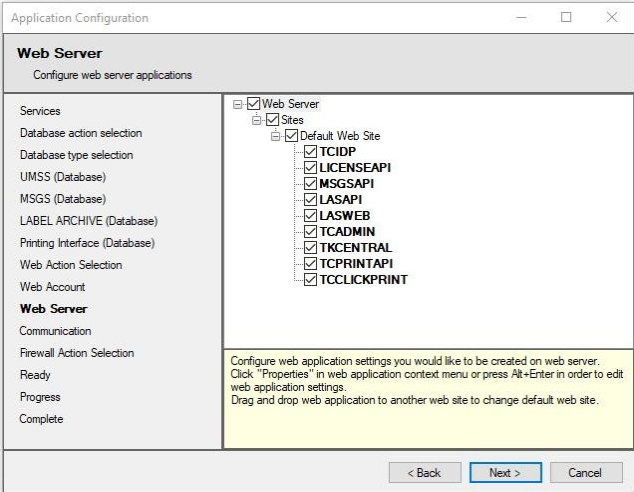 Application Configuration
Web Server
Configure web server applications
Services
Database action selection
Database type selection
UMSS (Database)
MSGS (Database)
LABEL ARCHIVE (Database)
Printing Interface (Database)
Web Action Selection
Web Account
Web Server
Communication
Firewall Action Selection
Ready
Progress
Complete
Web Server
Sites
Default Web Site
TCIDP
LICENSEAPI
MSGSAPI
LASAPI
LASWEB
TCADMIN
TKCENTRAL
TCPRINTAPI
TCCLICKPRINT
Configure web application settings you would like to be created on web server.
Click "Properties" in web application context menu or press Alt+Enter in order to edit
web application settings.
Drag and drop web application to another web site to change default web site.
< Back
Next >
Cancel